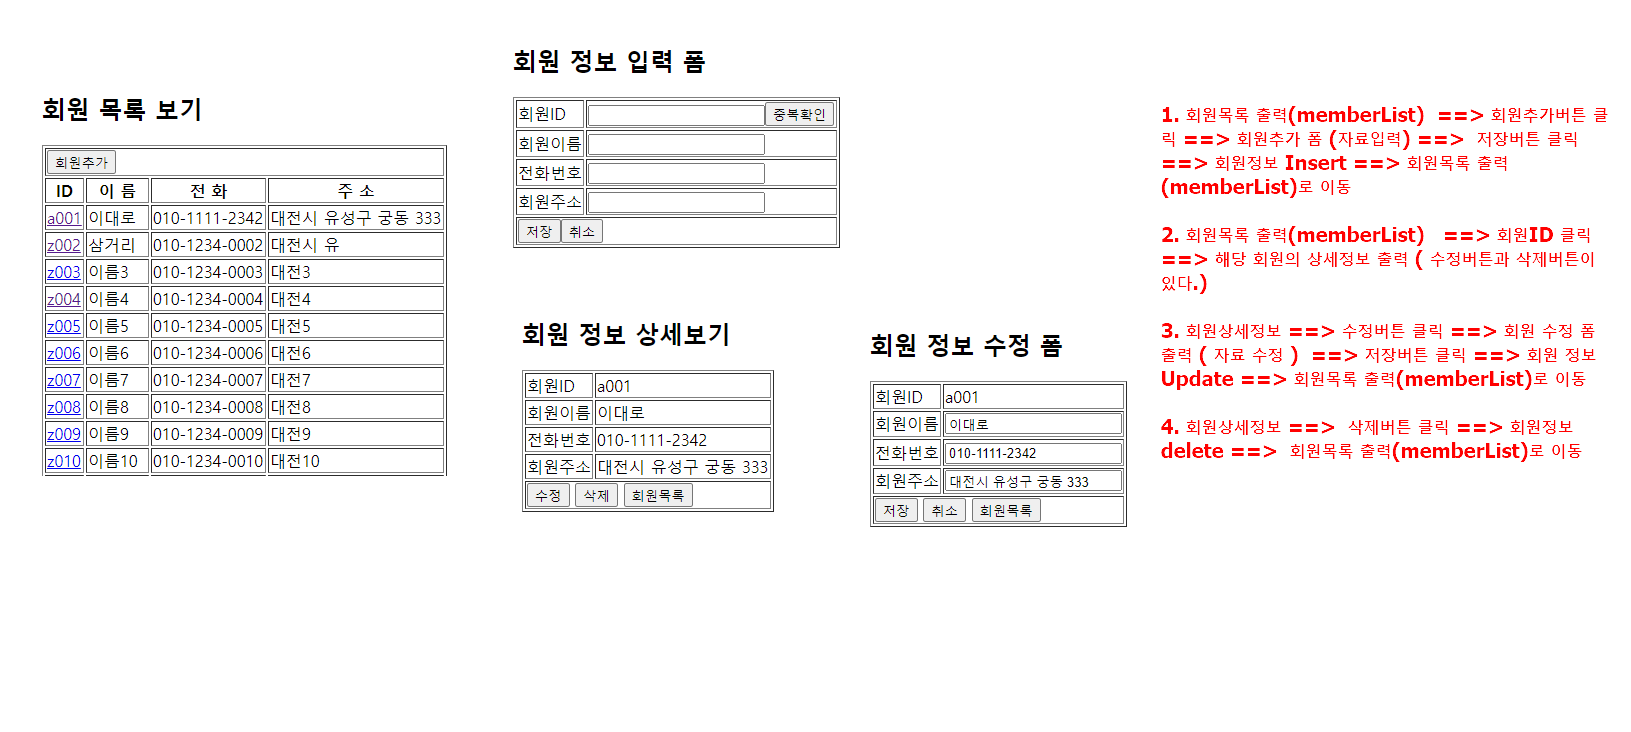 회원 목록 보기
회원추가
ID 이 름 전 화 주 소
a001 이대로 010-1111-2342 대전시 유성구 궁동 333
z002 삼거리 010-1234-0002 대전시 유
z003 이름3 010-1234-0003 대전3
z004 이름4 010-1234-0004 대전4
z005 이름5 010-1234-0005 대전5
z006 이름6 010-1234-0006 대전6
z007 이름7 010-1234-0007 대전7
z008 이름8 010-1234-0008 대전8
z009 이름9 010-1234-0009 대전9
z010 이름10 010-1234-0010 대전10
회원 정보 입력 폼
회원ID 중복확인
회원이름
전화번호
회원주소
저장 취소
회원 정보 상세보기
회원ID a001
회원이름 이대로
전화번호 010-1111-2342
회원주소 대전시 유성구 궁동 333
수정 삭제 회원목록
회원 정보 수정 폼
회원ID a001
회원이름 이대로
전화번호 010-1111-2342
회원주소 대전시 유성구 궁동 333
저장 취소 회원목록
1. 회원목록 출력(memberList) ==> 회원추가버튼 클
릭 ==> 회원추가 폼 (자료입력) ==> 저장버튼 클릭
==> 회원정보 Insert ==> 회원목록 출력
(memberList)로 이동
2. 회원목록 출력(memberList) ==> 회원ID 클릭
==> 해당 회원의 상세정보 출력 ( 수정버튼과 삭제버튼이
있다.)
3. 회원상세정보 ==> 수정버튼 클릭 ==> 회원 수정 폼
출력 ( 자료 수정 ) ==> 저장버튼 클릭 ==> 회원 정보
Update ==> 회원목록 출력(memberList)로 이동
4. 회원상세정보 ==> 삭제버튼 클릭 ==> 회원정보
delete ==> 회원목록 출력(memberList)로 이동